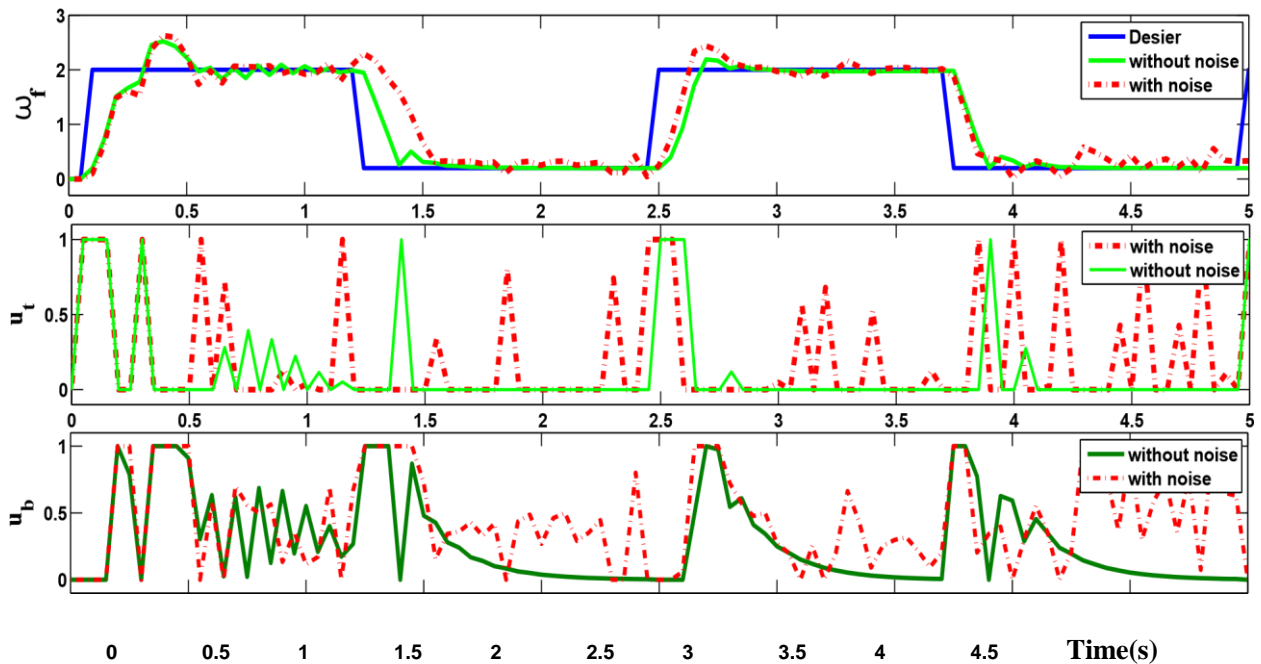 3
2
1
0
ω_f
Desier
without noise
with noise
0 0.5 1 1.5 2 2.5 3 3.5 4 4.5 5
1
0.5
0
u_t
with noise
without noise
0 0.5 1 1.5 2 2.5 3 3.5 4 4.5 5
1
0.5
0
u_b
without noise
with noise
0 0.5 1 1.5 2 2.5 3 3.5 4 4.5 Time(s)